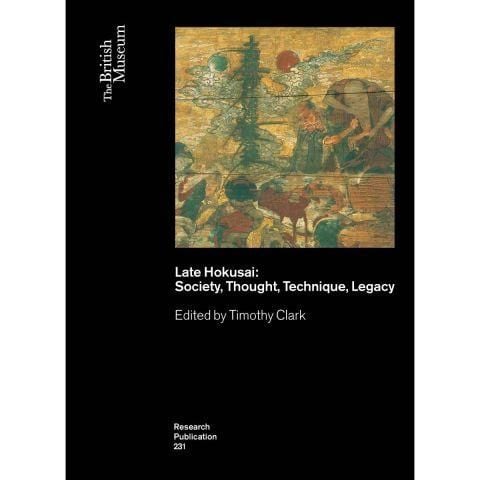 The British
Museum
Late Hokusai:
Society, Thought, Technique, Legacy
Edited by Timothy Clark
Research
Publication
231